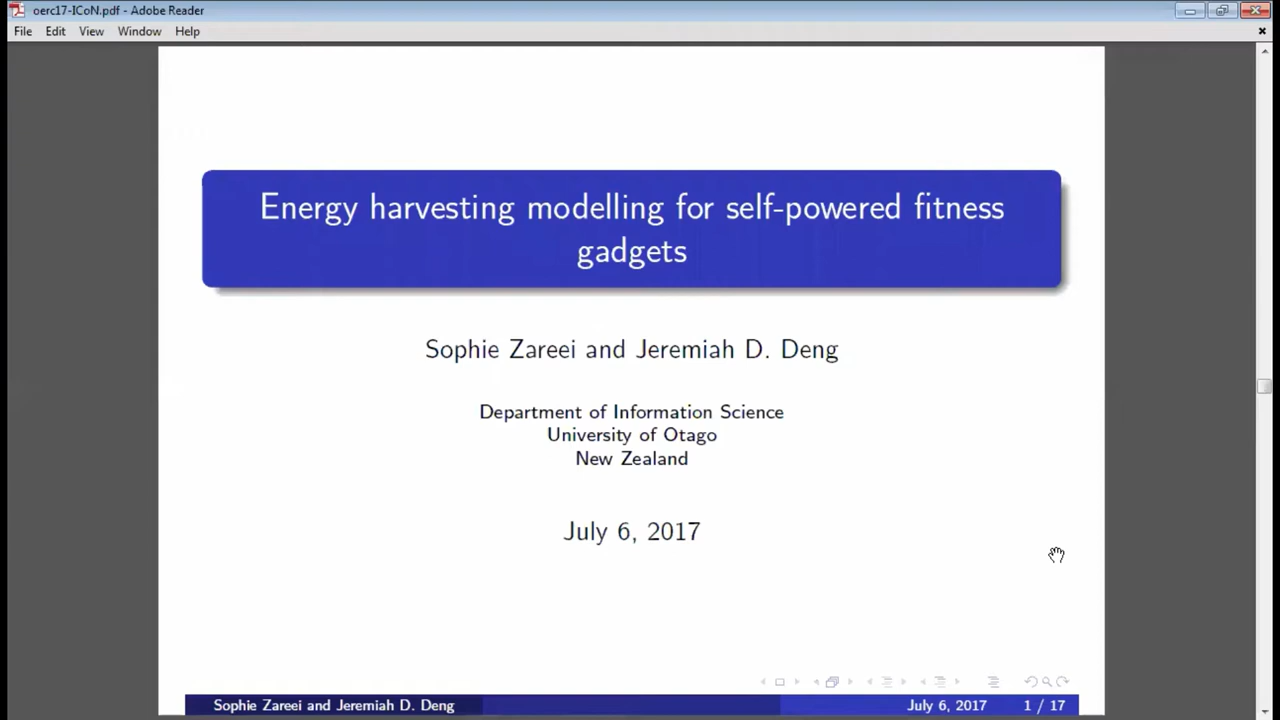 oerc17-ICoN.pdf - Adobe Reader
File Edit View Window Help
Energy harvesting modelling for self-powered fitness
gadgets
Sophie Zareei and Jeremiah D. Deng
Department of Information Science
University of Otago
New Zealand
July 6, 2017
Sophie Zareei and Jeremiah D. Deng July 6, 2017 1 / 17